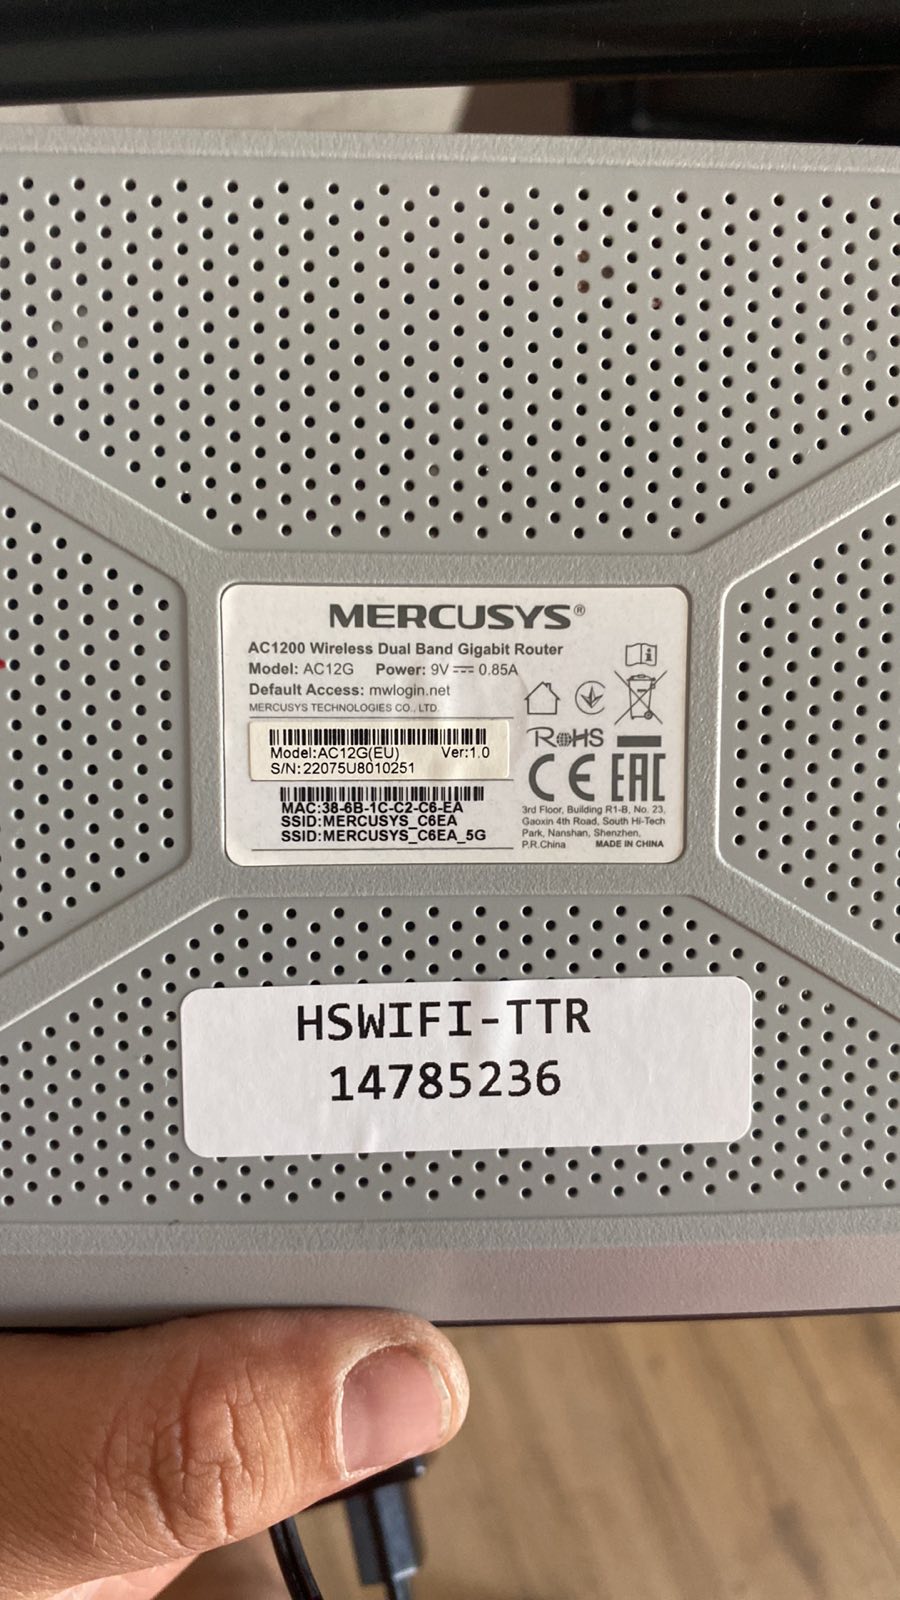 MERCUSYS®
AC1200 Wireless Dual Band Gigabit Router
Model: AC12G Power: 9V⎓0.85A
Default Access: mwlogin.net
MERCUSYS TECHNOLOGIES CO., LTD.
Model:AC12G(EU) Ver:1.0
S/N:22075U8010251
MAC:38-6B-1C-C2-C6-EA
SSID:MERCUSYS_C6EA
SSID:MERCUSYS_C6EA_5G
RoHS
CE EAC
3rd Floor, Building R1-B, No. 23,
Gaoxin 4th Road, South Hi-Tech
Park, Nanshan, Shenzhen,
P.R.China MADE IN CHINA
HSWIFI-TTR
14785236